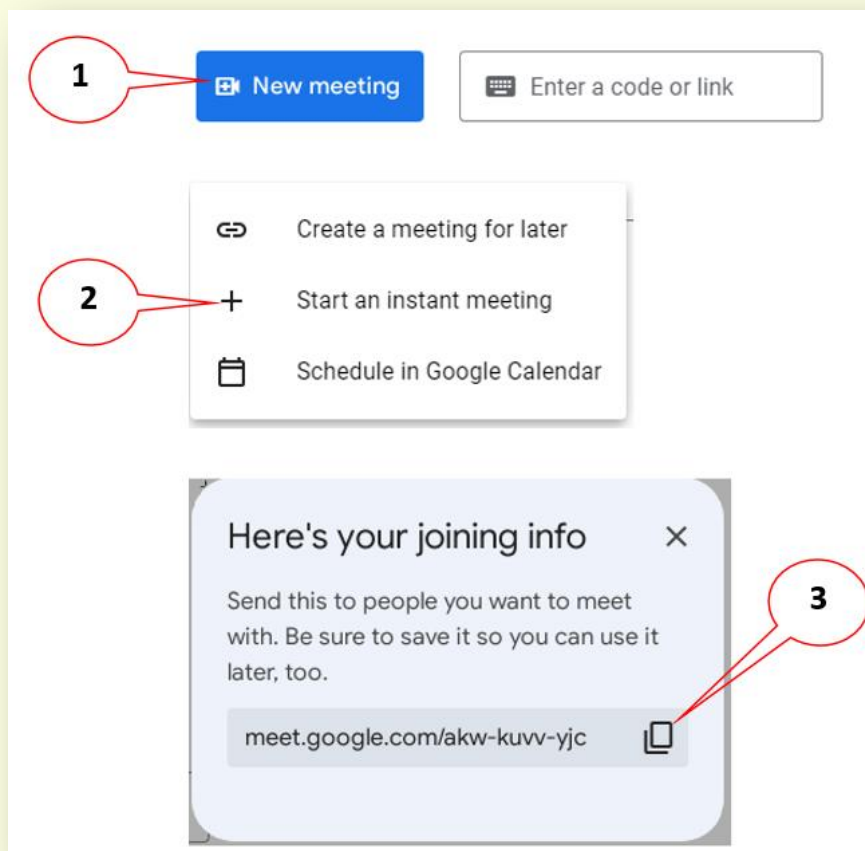 1
New meeting
Enter a code or link
Create a meeting for later
2
Start an instant meeting
Schedule in Google Calendar
Here's your joining info
Send this to people you want to meet
with. Be sure to save it so you can use it
later, too.
3
meet.google.com/akw-kuvv-yjc